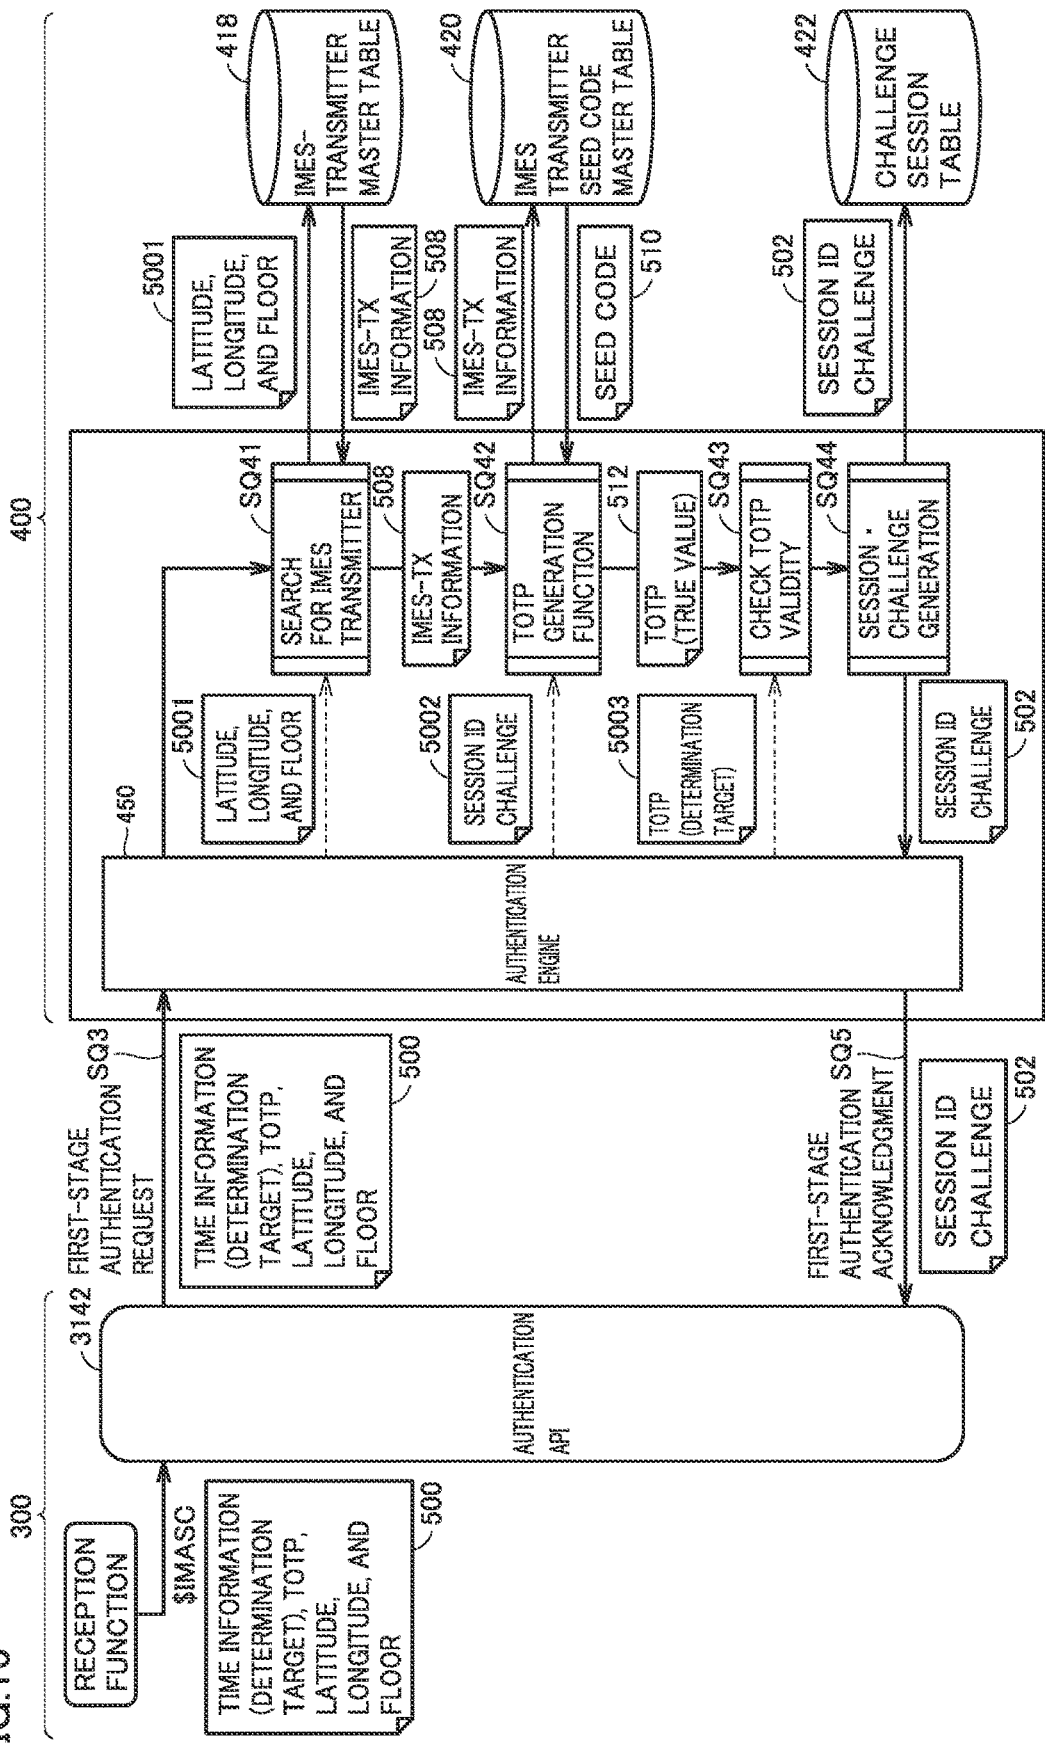 300
RECEPTION
FUNCTION
$IMASC
TIME INFORMATION
(DETERMINATION
TARGET), TOTP,
LATITUDE,
LONGITUDE, AND
FLOOR
500
3142
AUTHENTICATION
API
FIRST-STAGE
AUTHENTICATION
REQUEST
SQ3
TIME INFORMATION
(DETERMINATION
TARGET), TOTP,
LATITUDE,
LONGITUDE, AND
FLOOR
500
FIRST-STAGE
AUTHENTICATION
ACKNOWLEDGMENT
SQ5
SESSION ID
CHALLENGE
502
400
450
AUTHENTICATION
ENGINE
5001
LATITUDE,
LONGITUDE,
AND FLOOR
5002
SESSION ID
CHALLENGE
5003
TOTP
(DETERMINATION
TARGET)
SESSION ID
CHALLENGE
502
SQ41
SEARCH
FOR IMES
TRANSMITTER
508
IMES-TX
INFORMATION
SQ42
TOTP
GENERATION
FUNCTION
512
TOTP
(TRUE VALUE)
SQ43
CHECK TOTP
VALIDITY
SQ44
SESSION ·
CHALLENGE
GENERATION
5001
LATITUDE,
LONGITUDE,
AND FLOOR
IMES-TX
INFORMATION
508
508
IMES-TX
INFORMATION
SEED CODE
510
502
SESSION ID
CHALLENGE
418
IMES-
TRANSMITTER
MASTER TABLE
420
IMES
TRANSMITTER
SEED CODE
MASTER TABLE
422
CHALLENGE
SESSION
TABLE